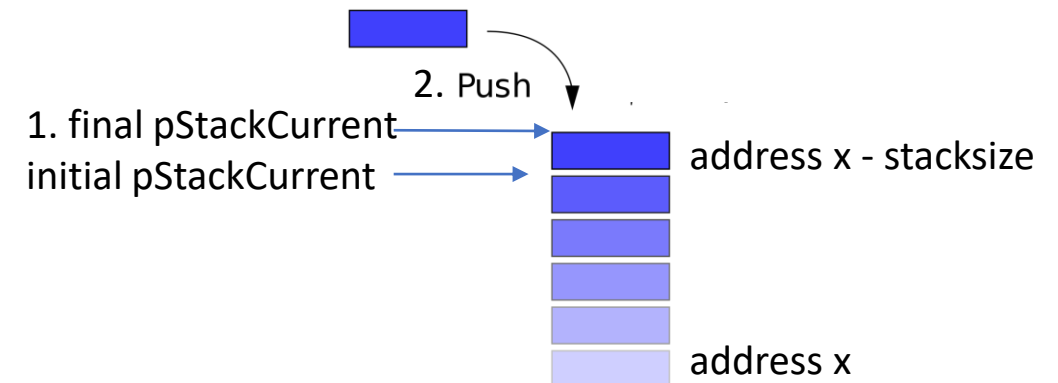 2. Push
1. final pStackCurrent
initial pStackCurrent
address x - stacksize
address x